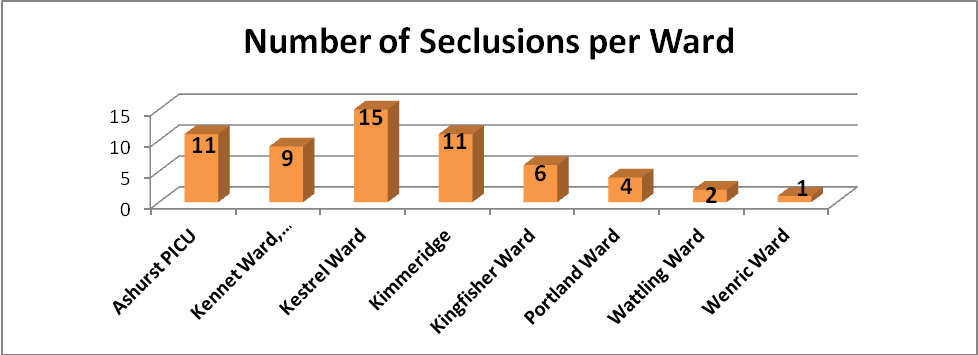 Number of Seclusions per Ward
15
10
5
0
11
9
15
11
6
4
2
1
Ashurst PICU
Kennet Ward,...
Kestrel Ward
Kimmeridge
Kingfisher Ward
Portland Ward
Wattling Ward
Wenric Ward